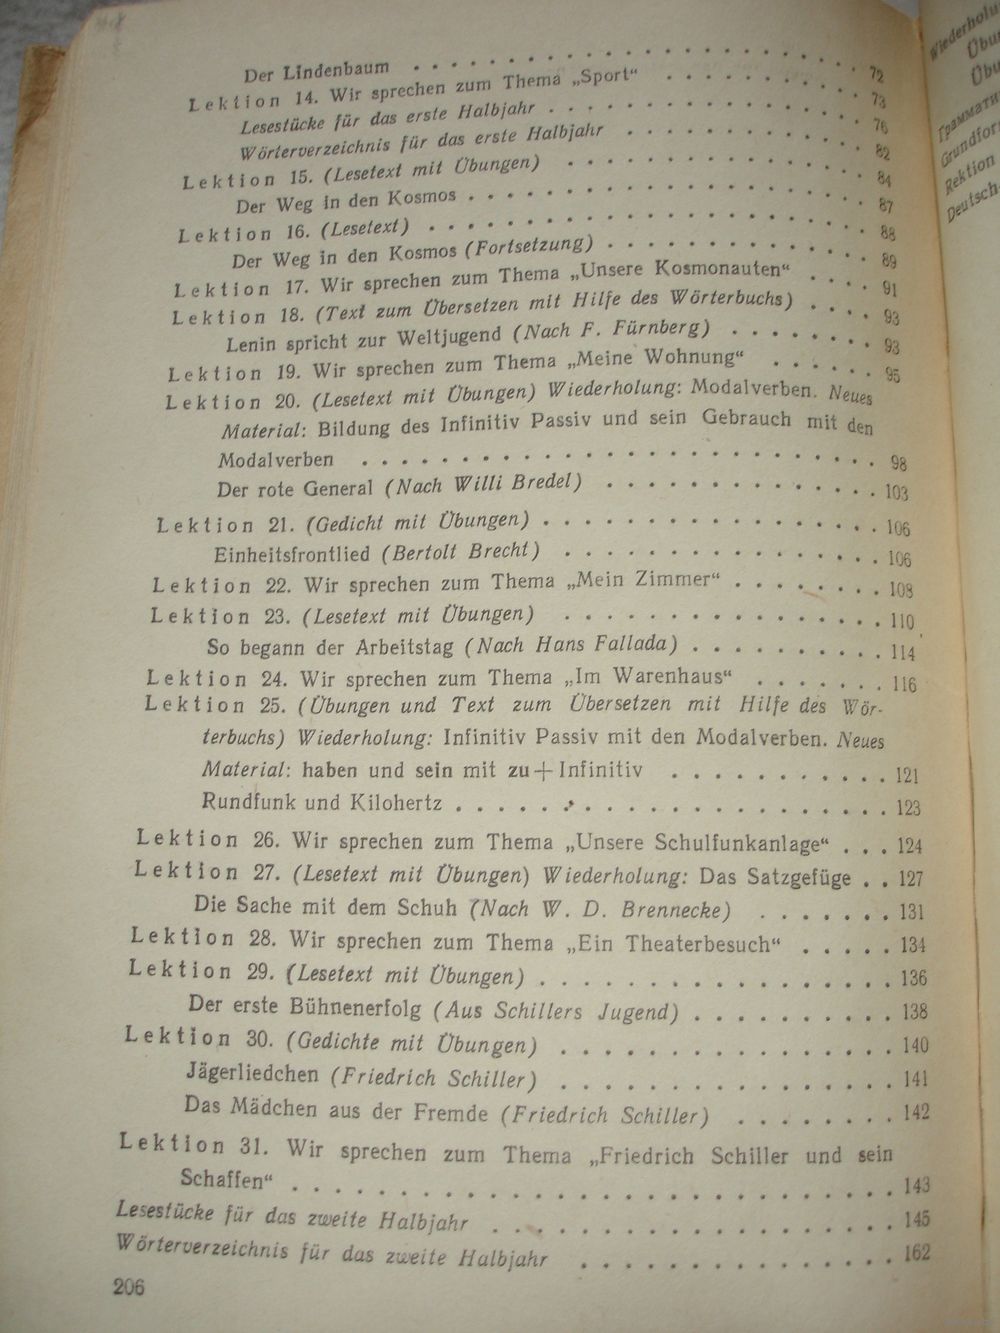 Der Lindenbaum . . . . . . . . . . . . . . . . . . . . 72
Lektion 14. Wir sprechen zum Thema „Sport“ . . . . . . . . 73
Lesestücke für das erste Halbjahr . . . . . . . . . . . . . . 76
Wörterverzeichnis für das erste Halbjahr . . . . . . . . . . 82
Lektion 15. (Lesetext mit Übungen) . . . . . . . . . . . . . 84
Der Weg in den Kosmos . . . . . . . . . . . . . . . . . 87
Lektion 16. (Lesetext) . . . . . . . . . . . . . . . . . . . 88
Der Weg in den Kosmos (Fortsetzung) . . . . . . . . . . . 89
Lektion 17. Wir sprechen zum Thema „Unsere Kosmonauten“ . . . . 91
Lektion 18. (Text zum Übersetzen mit Hilfe des Wörterbuchs) . . . . 93
Lenin spricht zur Weltjugend (Nach F. Fürnberg) . . . . . . . 93
Lektion 19. Wir sprechen zum Thema „Meine Wohnung“ . . . . . . 95
Lektion 20. (Lesetext mit Übungen) Wiederholung: Modalverben. Neues
Material: Bildung des Infinitiv Passiv und sein Gebrauch mit den
Modalverben . . . . . . . . . . . . . . . . . . . . . . 98
Der rote General (Nach Willi Bredel) . . . . . . . . . . . . 103
Lektion 21. (Gedicht mit Übungen) . . . . . . . . . . . . . . . 106
Einheitsfrontlied (Bertolt Brecht) . . . . . . . . . . . . . . 106
Lektion 22. Wir sprechen zum Thema „Mein Zimmer“ . . . . . . . 108
Lektion 23. (Lesetext mit Übungen) . . . . . . . . . . . . . . 110
So begann der Arbeitstag (Nach Hans Fallada) . . . . . . . . . 114
Lektion 24. Wir sprechen zum Thema „Im Warenhaus“ . . . . . . . 116
Lektion 25. (Übungen und Text zum Übersetzen mit Hilfe des Wör-
terbuchs) Wiederholung: Infinitiv Passiv mit den Modalverben. Neues
Material: haben und sein mit zu+Infinitiv . . . . . . . . . . 121
Rundfunk und Kilohertz . . . . . . . . . . . . . . . . . . . 123
Lektion 26. Wir sprechen zum Thema „Unsere Schulfunkanlage“ . . . 124
Lektion 27. (Lesetext mit Übungen) Wiederholung: Das Satzgefüge . . 127
Die Sache mit dem Schuh (Nach W. D. Brennecke) . . . . . . . 131
Lektion 28. Wir sprechen zum Thema „Ein Theaterbesuch“ . . . . . 134
Lektion 29. (Lesetext mit Übungen) . . . . . . . . . . . . . . . 136
Der erste Bühnenerfolg (Aus Schillers Jugend) . . . . . . . . . 138
Lektion 30. (Gedichte mit Übungen) . . . . . . . . . . . . . . 140
Jägerliedchen (Friedrich Schiller) . . . . . . . . . . . . . . 141
Das Mädchen aus der Fremde (Friedrich Schiller) . . . . . . . . 142
Lektion 31. Wir sprechen zum Thema „Friedrich Schiller und sein
Schaffen“ . . . . . . . . . . . . . . . . . . . . . . . 143
Lesestücke für das zweite Halbjahr . . . . . . . . . . . . . . . 145
Wörterverzeichnis für das zweite Halbjahr . . . . . . . . . . . . 162
206
Grundfor
Rektion
Deutsch-